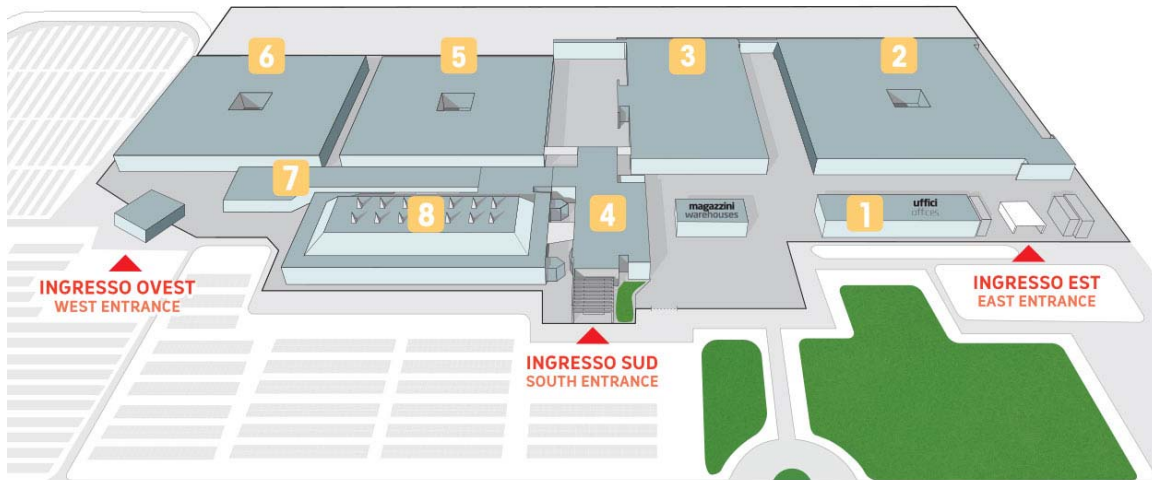 6
5
3
2
7
8
4
magazzini
warehouses
1
uffici
offices
INGRESSO OVEST
WEST ENTRANCE
INGRESSO EST
EAST ENTRANCE
INGRESSO SUD
SOUTH ENTRANCE